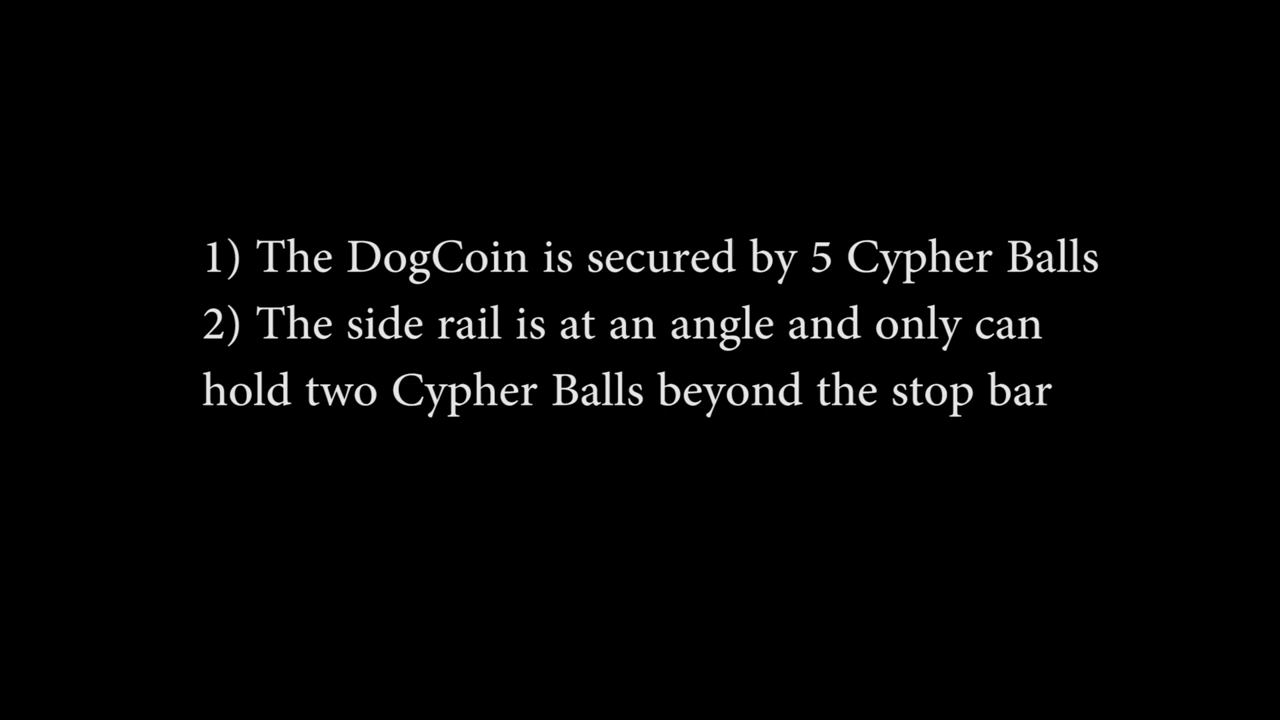 1) The DogCoin is secured by 5 Cypher Balls
2) The side rail is at an angle and only can
hold two Cypher Balls beyond the stop bar